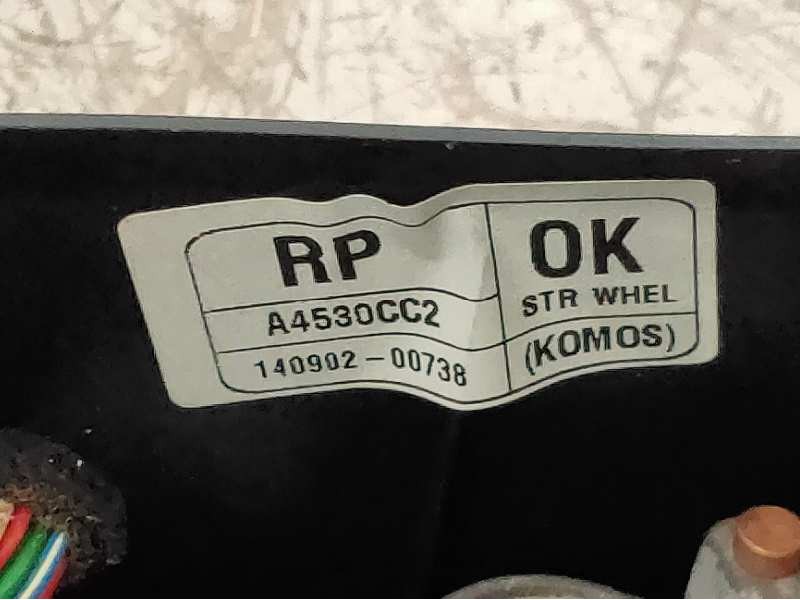 RP
A4530CC2
140902-00738
OK
STR WHEL
(KOMOS)